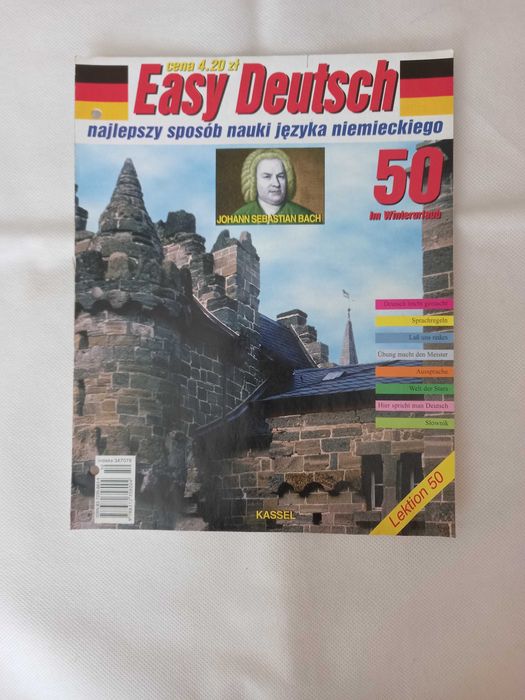 cena 4.20 zł
Easy Deutsch
najlepszy sposób nauki języka niemieckiego
JOHANN SEBASTIAN BACH
50
Im Winterurlaub
Deutsch leicht gemacht
Sprachregeln
Laß uns reden
Übung macht den Meister
Aussprache
Welt der Stars
Hier spricht man Deutsch
Słownik
indeks 347079
KASSEL
Lektion 50